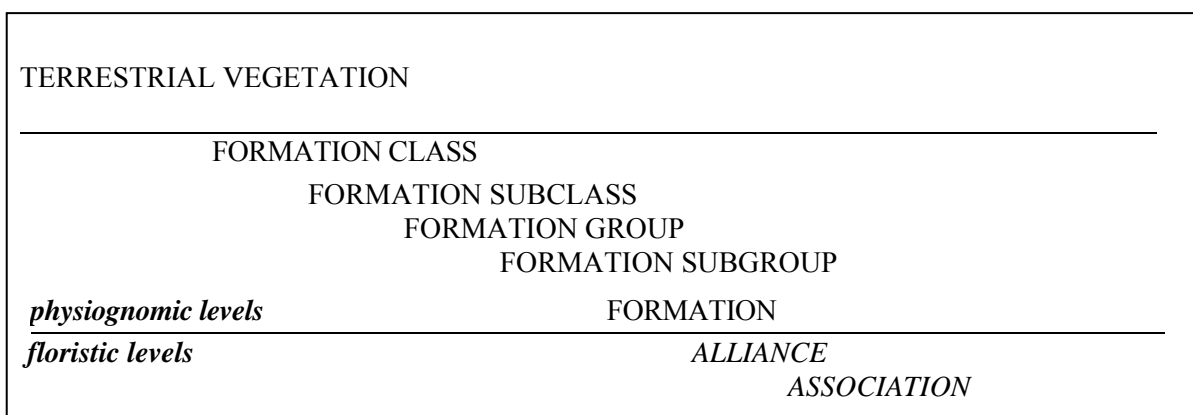 TERRESTRIAL VEGETATION
FORMATION CLASS
FORMATION SUBCLASS
FORMATION GROUP
FORMATION SUBGROUP
physiognomic levels FORMATION
floristic levels ALLIANCE
ASSOCIATION